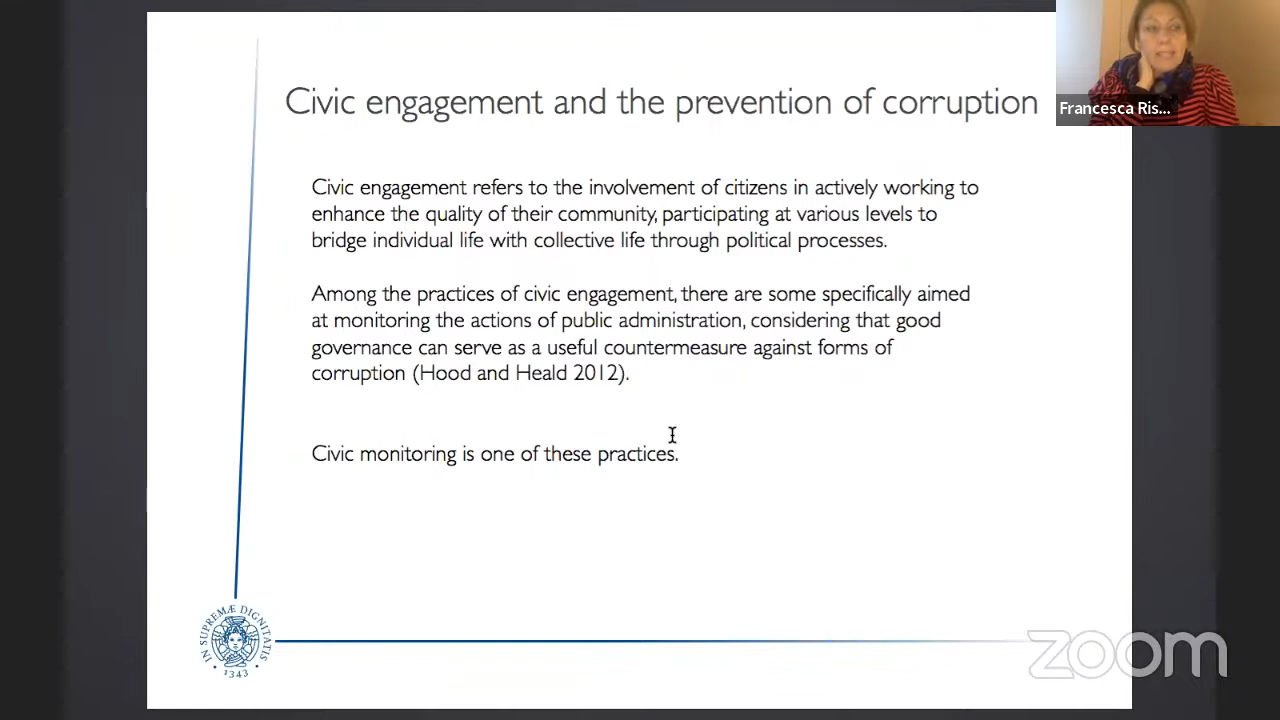 Civic engagement and the prevention of corruption
Francesca Ris...
Civic engagement refers to the involvement of citizens in actively working to
enhance the quality of their community, participating at various levels to
bridge individual life with collective life through political processes.
Among the practices of civic engagement, there are some specifically aimed
at monitoring the actions of public administration, considering that good
governance can serve as a useful countermeasure against forms of
corruption (Hood and Heald 2012).
Civic monitoring is one of these practices.
IN SUPREMÆ DIGNITATIS
1343
zoom